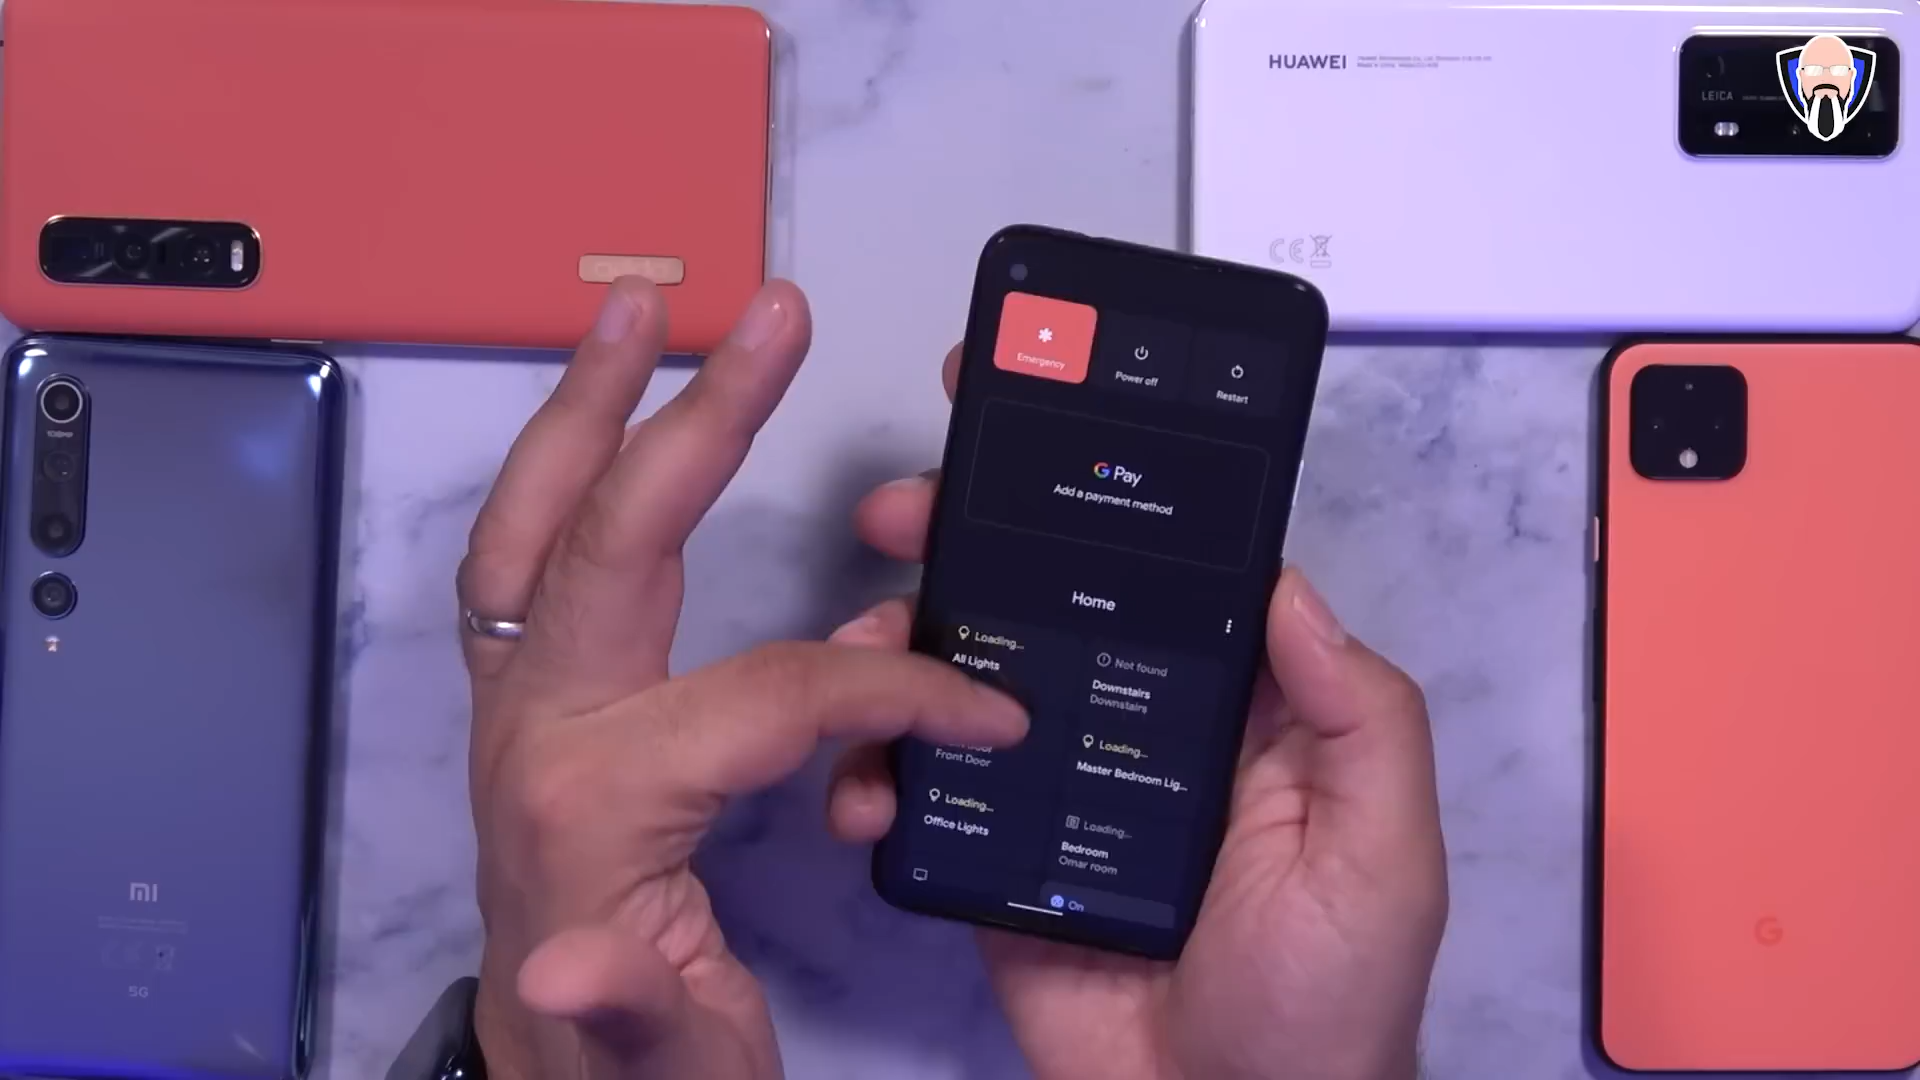 HUAWEI
LEICA
108MP
Emergency
Power off
Restart
G Pay
Add a payment method
Home
Loading...
All Lights
Not found
Downstairs
Downstairs
Front Door
Loading...
Master Bedroom Lig...
Loading...
Office Lights
Loading...
Bedroom
Omar room
On
MI
5G
G